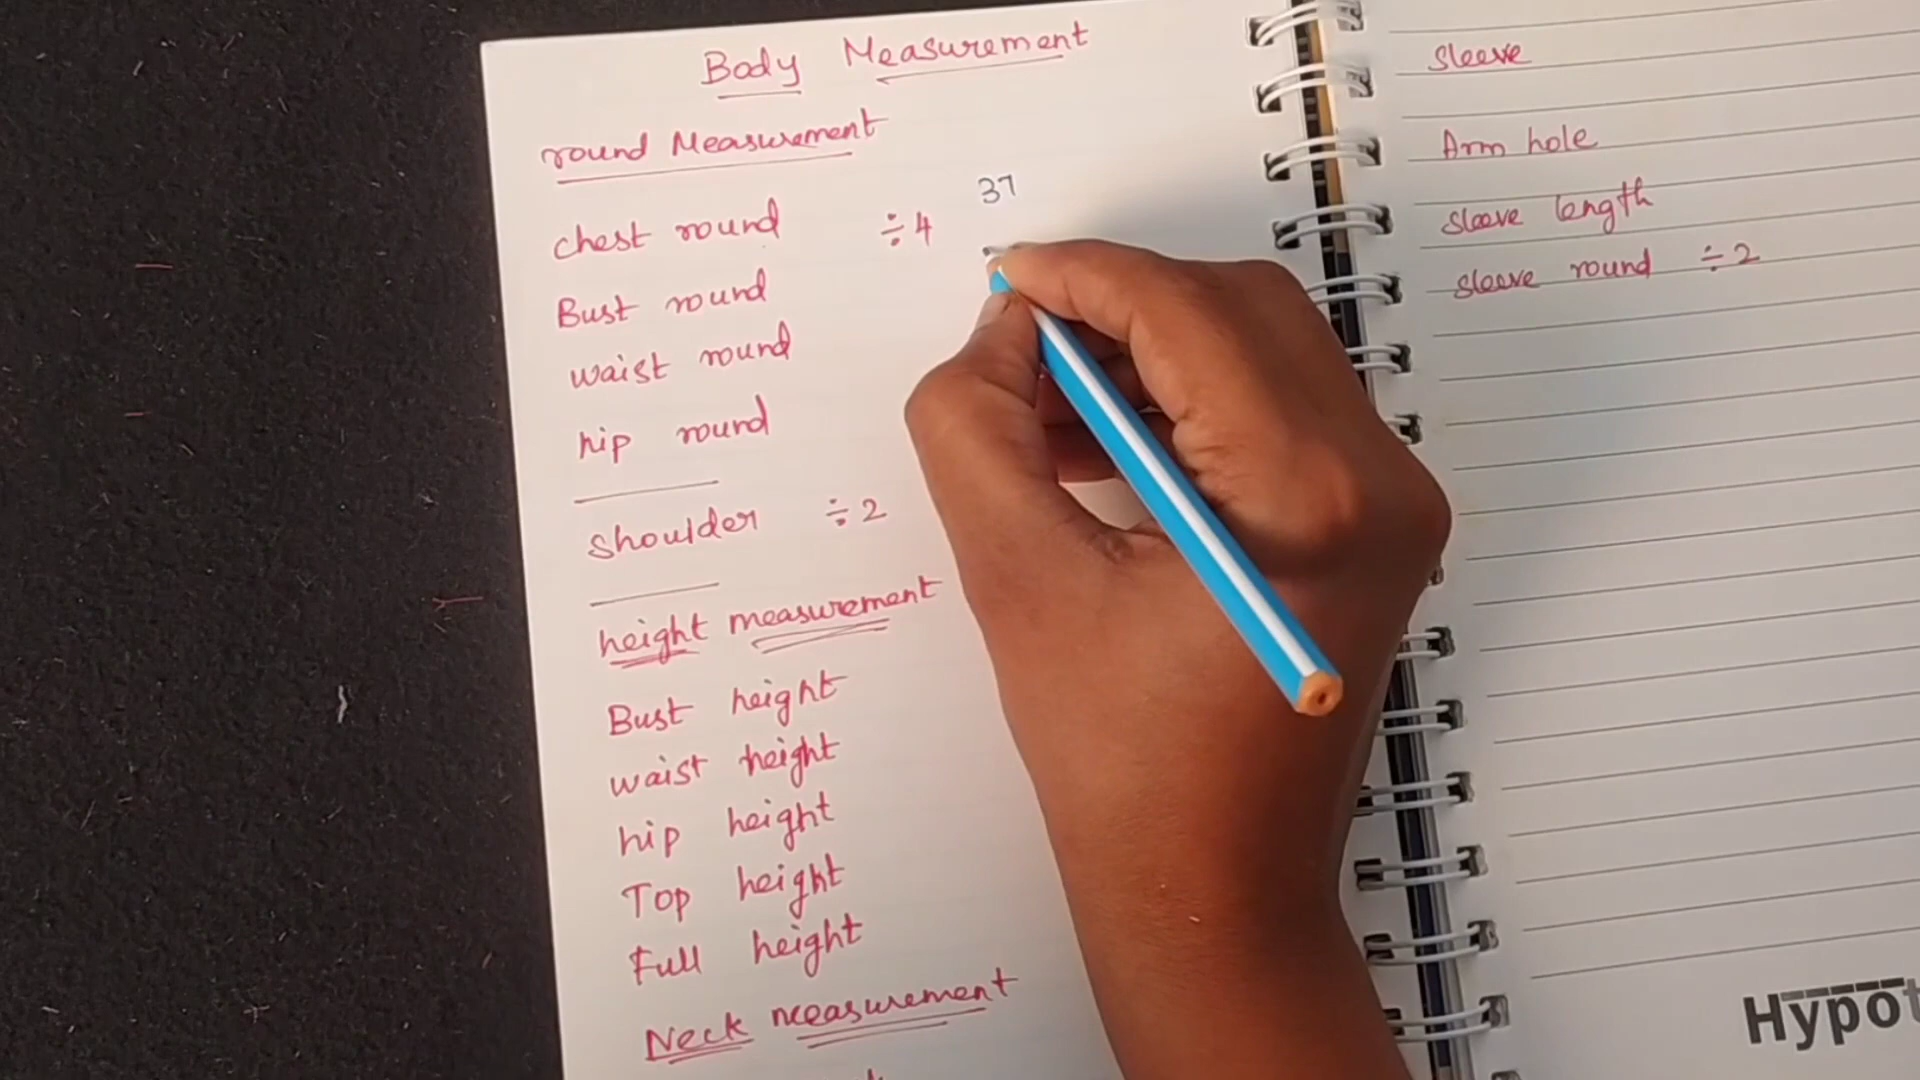 Body Measurement
round Measurement
37
chest round ÷4
Bust round
waist round
hip round
shoulder ÷2
height measurement
Bust height
waist height
hip height
Top height
Full height
Neck measurement
sleeve
Arm hole
sleeve length
sleeve round ÷2